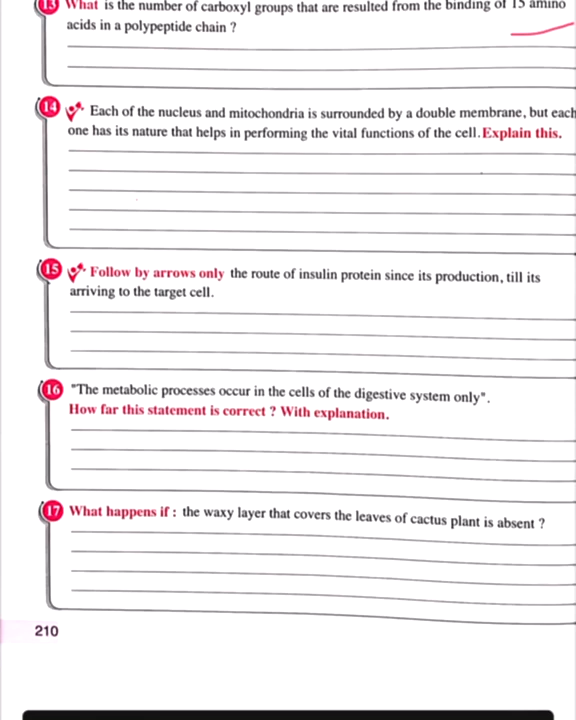 13 What is the number of carboxyl groups that are resulted from the binding of 15 amino
acids in a polypeptide chain ?
14 Each of the nucleus and mitochondria is surrounded by a double membrane, but each
one has its nature that helps in performing the vital functions of the cell. Explain this.
15 Follow by arrows only the route of insulin protein since its production, till its
arriving to the target cell.
16 "The metabolic processes occur in the cells of the digestive system only".
How far this statement is correct ? With explanation.
17 What happens if : the waxy layer that covers the leaves of cactus plant is absent ?
210